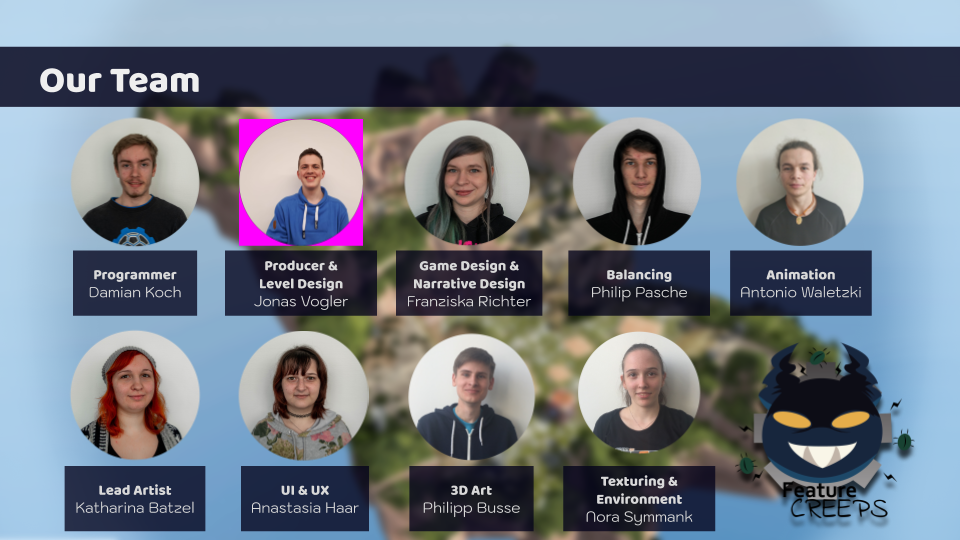 Our Team
Programmer
Damian Koch
Producer &
Level Design
Jonas Vogler
Game Design &
Narrative Design
Franziska Richter
Balancing
Philip Pasche
Animation
Antonio Waletzki
Lead Artist
Katharina Batzel
UI & UX
Anastasia Haar
3D Art
Philipp Busse
Texturing &
Environment
Nora Symmank
Feature
CREEPS